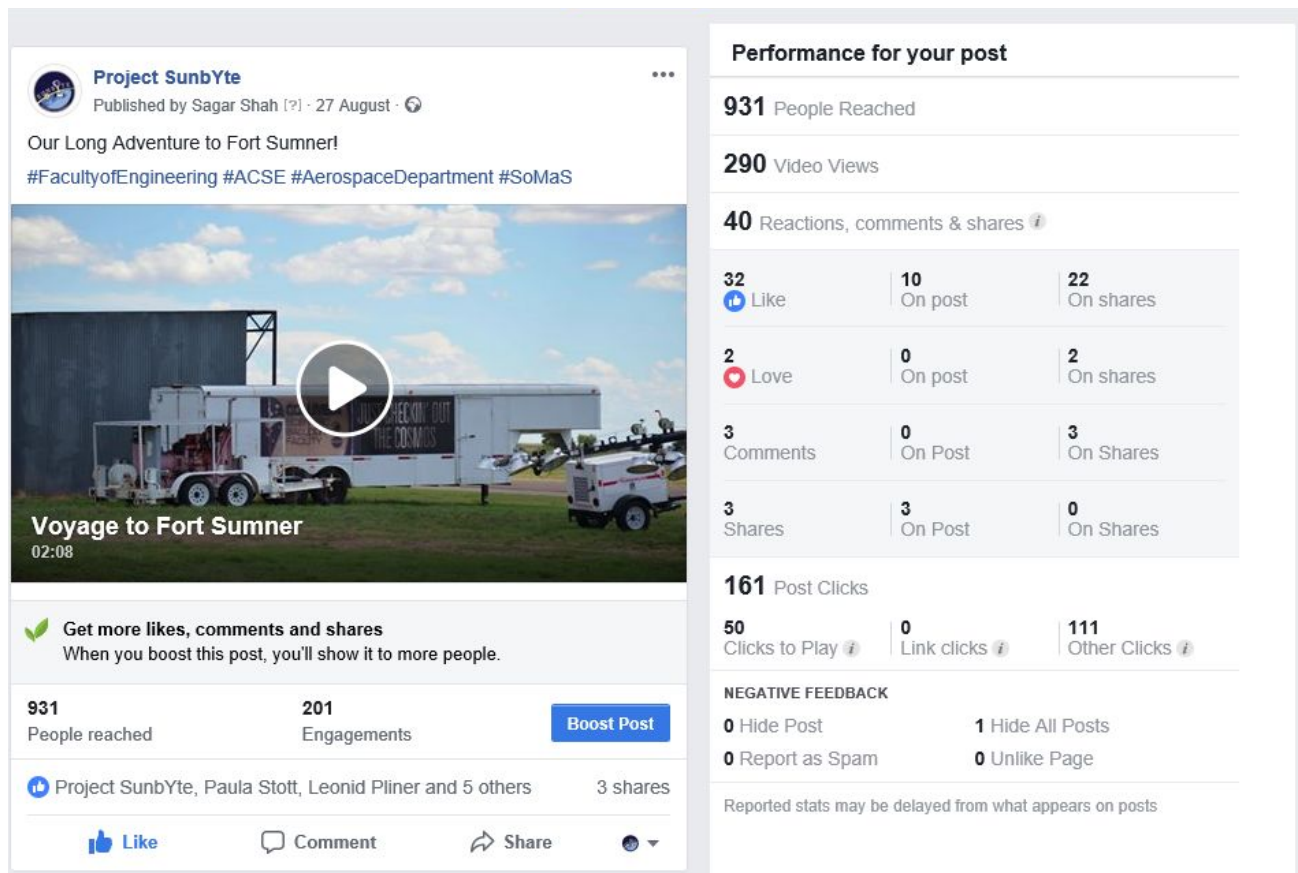 Project SunbYte
Published by Sagar Shah [?] · 27 August ·
Our Long Adventure to Fort Sumner!
#FacultyofEngineering #ACSE #AerospaceDepartment #SoMaS
JUST CHECKIN' OUT
THE COSMOS
FACILITY
Voyage to Fort Sumner
02:08
Get more likes, comments and shares
When you boost this post, you'll show it to more people.
931 201
People reached Engagements
Boost Post
Project SunbYte, Paula Stott, Leonid Pliner and 5 others 3 shares
Like Comment Share
Performance for your post
931 People Reached
290 Video Views
40 Reactions, comments & shares i
32 10 22
Like On post On shares
2 0 2
Love On post On shares
3 0 3
Comments On Post On Shares
3 3 0
Shares On Post On Shares
161 Post Clicks
50 0 111
Clicks to Play i Link clicks i Other Clicks i
NEGATIVE FEEDBACK
0 Hide Post 1 Hide All Posts
0 Report as Spam 0 Unlike Page
Reported stats may be delayed from what appears on posts